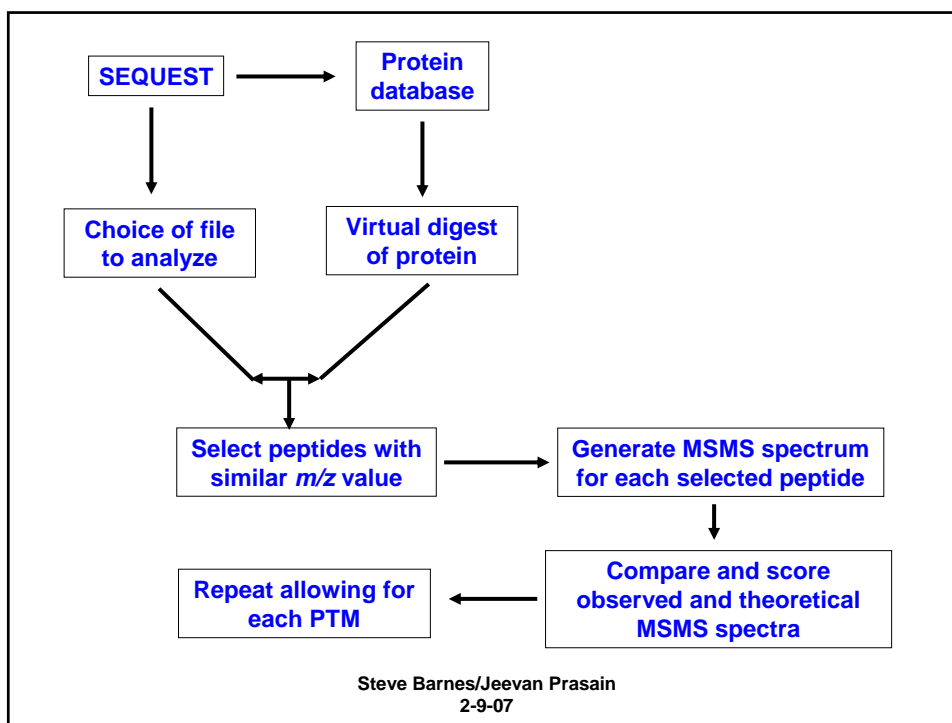 SEQUEST
Protein
database
Choice of file
to analyze
Virtual digest
of protein
Select peptides with
similar m/z value
Generate MSMS spectrum
for each selected peptide
Compare and score
observed and theoretical
MSMS spectra
Repeat allowing for
each PTM
Steve Barnes/Jeevan Prasain
2-9-07